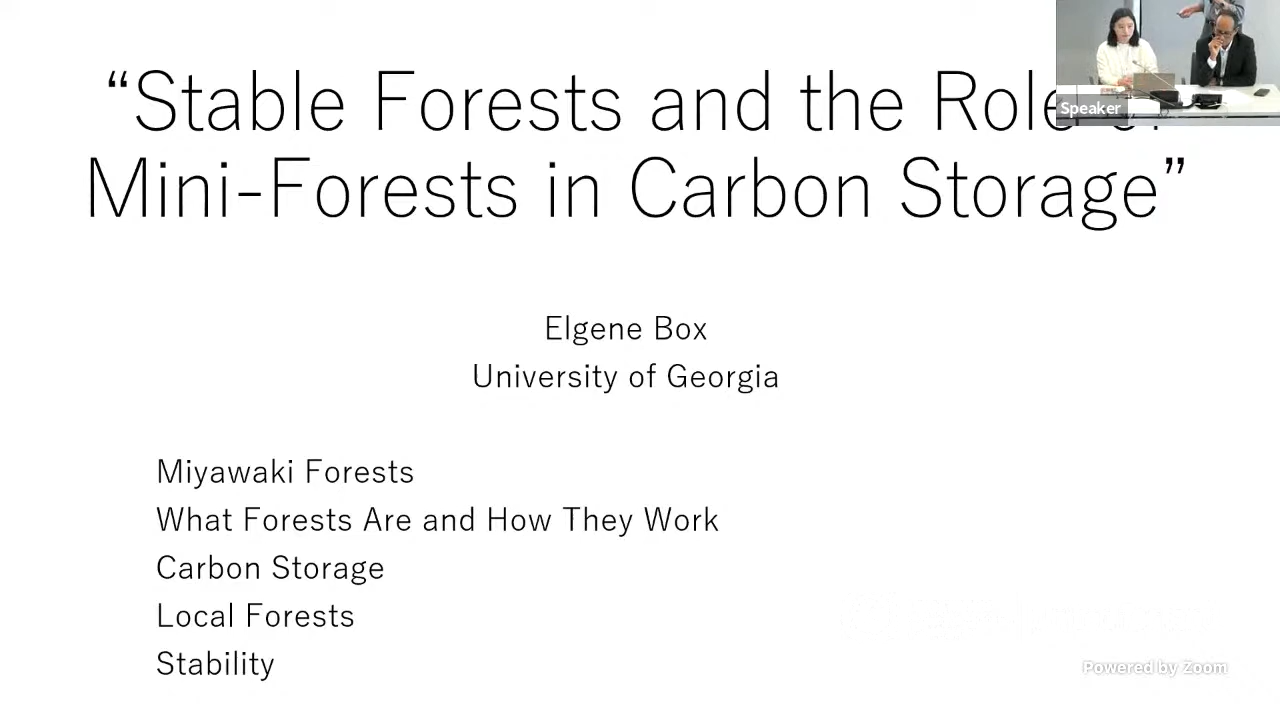 “Stable Forests and the Role of
Mini-Forests in Carbon Storage”
Speaker
Elgene Box
University of Georgia
Miyawaki Forests
What Forests Are and How They Work
Carbon Storage
Local Forests
Stability
Powered by Zoom